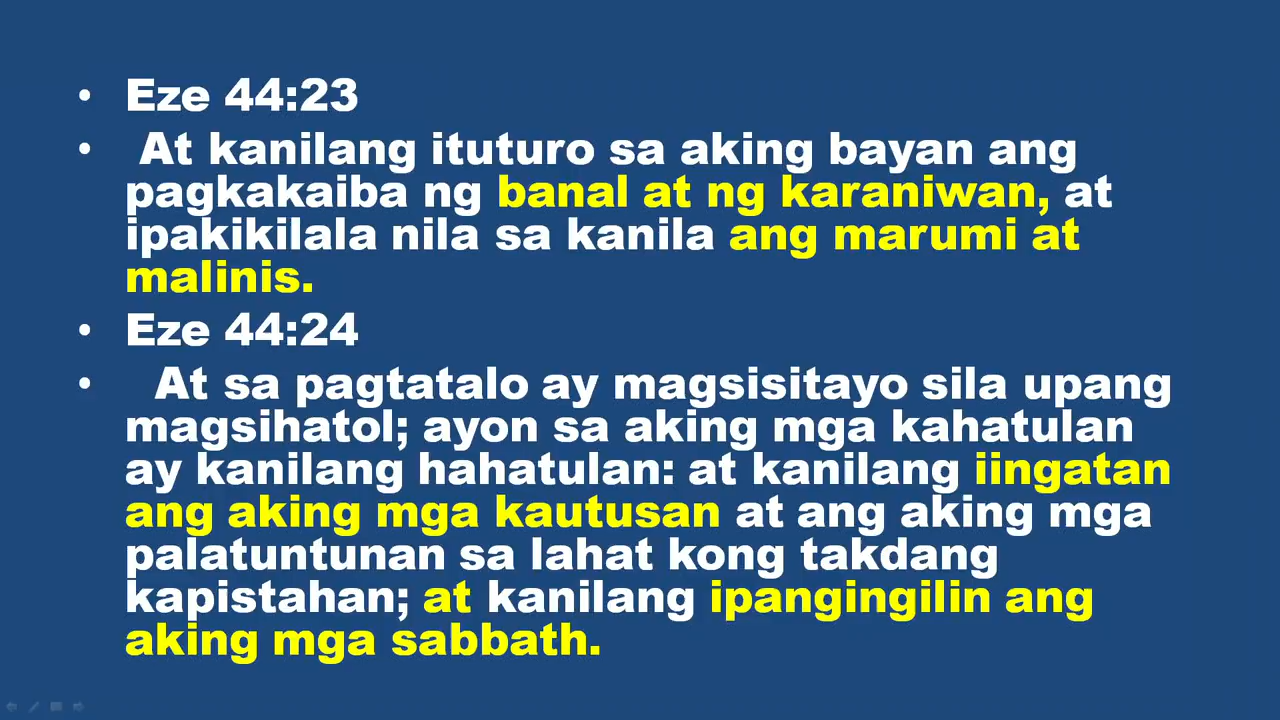 • Eze 44:23
• At kanilang ituturo sa aking bayan ang
pagkakaiba ng banal at ng karaniwan, at
ipakikilala nila sa kanila ang marumi at
malinis.
• Eze 44:24
• At sa pagtatalo ay magsisitayo sila upang
magsihatol; ayon sa aking mga kahatulan
ay kanilang hahatulan: at kanilang iingatan
ang aking mga kautusan at ang aking mga
palatuntunan sa lahat kong takdang
kapistahan; at kanilang ipangingilin ang
aking mga sabbath.